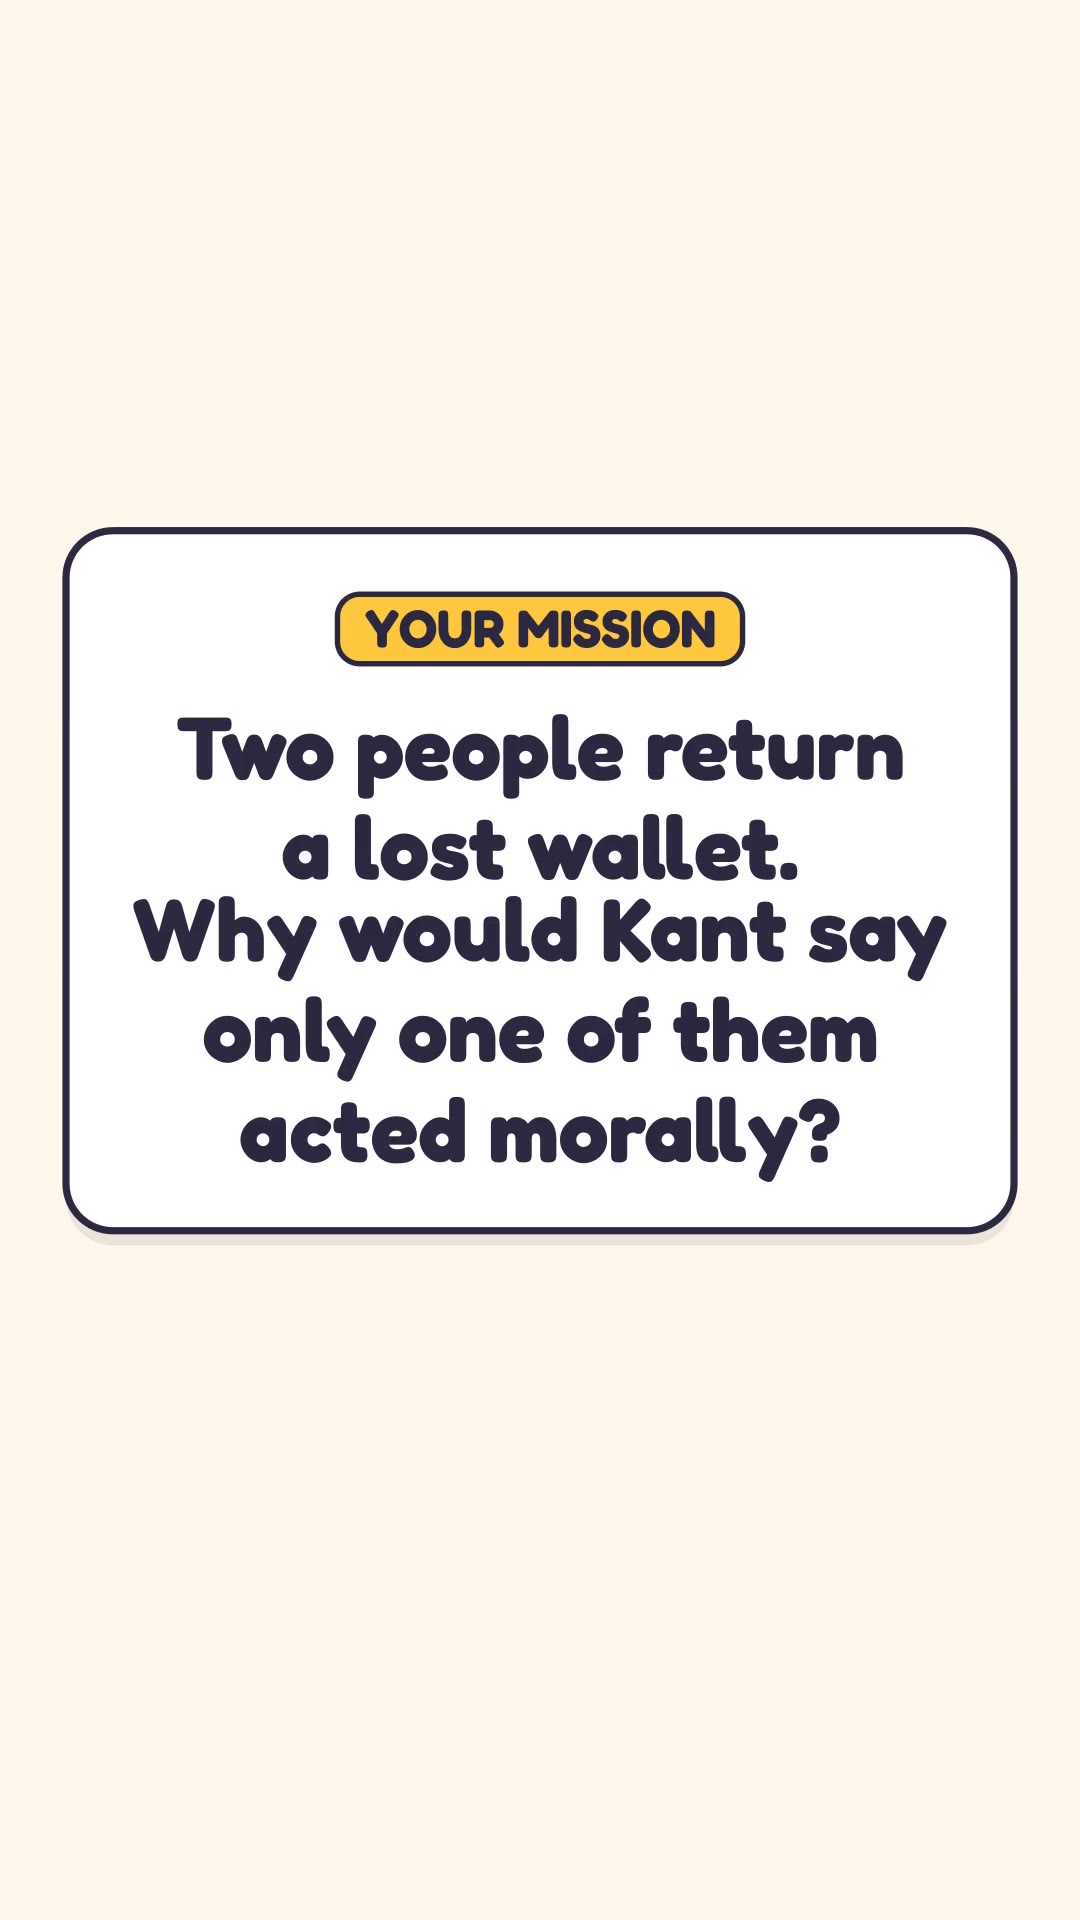 YOUR MISSION
Two people return
a lost wallet.
Why would Kant say
only one of them
acted morally?